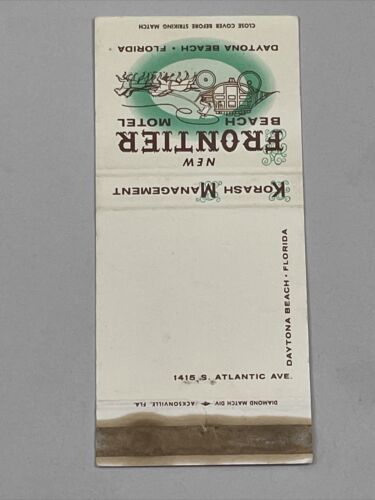 CLOSE COVER BEFORE STRIKING MATCH
DAYTONA BEACH • FLORIDA
NEW
FRONTIER
BEACH
MOTEL
KORASH MANAGEMENT
DAYTONA BEACH • FLORIDA
1415 S. ATLANTIC AVE.
DIAMOND MATCH DIV. JACKSONVILLE, FLA.